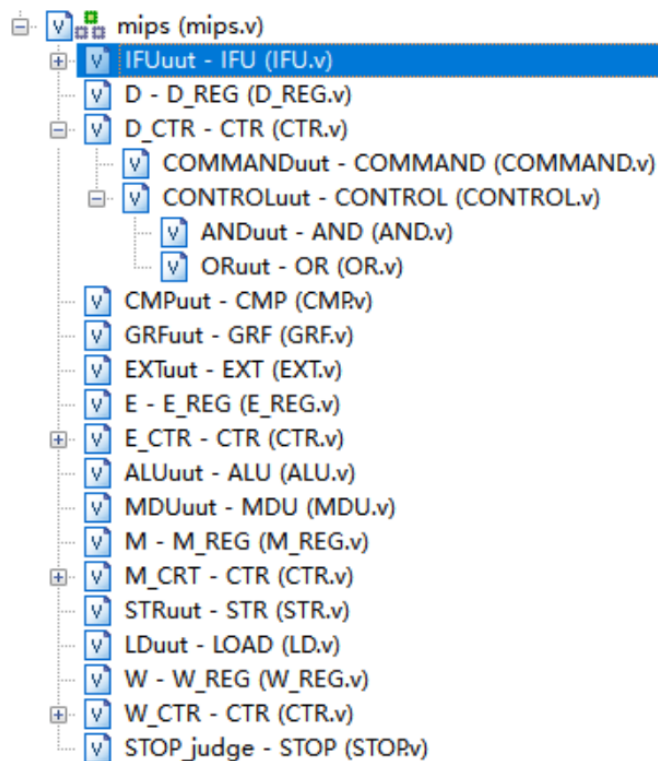 mips (mips.v)
IFUuut - IFU (IFU.v)
D - D_REG (D_REG.v)
D_CTR - CTR (CTR.v)
COMMANDuut - COMMAND (COMMAND.v)
CONTROLuut - CONTROL (CONTROL.v)
ANDuut - AND (AND.v)
ORuut - OR (OR.v)
CMPuut - CMP (CMP.v)
GRFuut - GRF (GRF.v)
EXTuut - EXT (EXT.v)
E - E_REG (E_REG.v)
E_CTR - CTR (CTR.v)
ALUuut - ALU (ALU.v)
MDUuut - MDU (MDU.v)
M - M_REG (M_REG.v)
M_CRT - CTR (CTR.v)
STRuut - STR (STR.v)
LDuut - LOAD (LD.v)
W - W_REG (W_REG.v)
W_CTR - CTR (CTR.v)
STOP_judge - STOP (STOP.v)